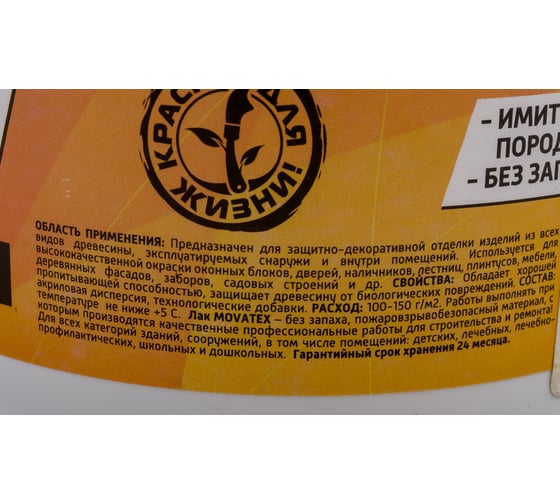 КРАСКИ ДЛЯ
ЖИЗНИ!
- ИМИТ
ПОРОД
- БЕЗ ЗАП
ОБЛАСТЬ ПРИМЕНЕНИЯ: Предназначен для защитно-декоративной отделки изделий из всех
видов древесины, эксплуатируемых снаружи и внутри помещений. Используется для
высококачественной окраски оконных блоков, дверей, наличников, лестниц, плинтусов, мебели,
деревянных фасадов, заборов, садовых строений и др. СВОЙСТВА: Обладает хорошей
пропитывающей способностью, защищает древесину от биологических повреждений. СОСТАВ:
акриловая дисперсия, технологические добавки. РАСХОД: 100-150 г/м2. Работы выполнять при
температуре не ниже +5 С. Лак MOVATEX – без запаха, пожаровзрывобезопасный материал, с
которым производятся качественные профессиональные работы для строительства и ремонта!
Для всех категорий зданий, сооружений, в том числе помещений: детских, лечебных, лечебно-
профилактических, школьных и дошкольных. Гарантийный срок хранения 24 месяца.